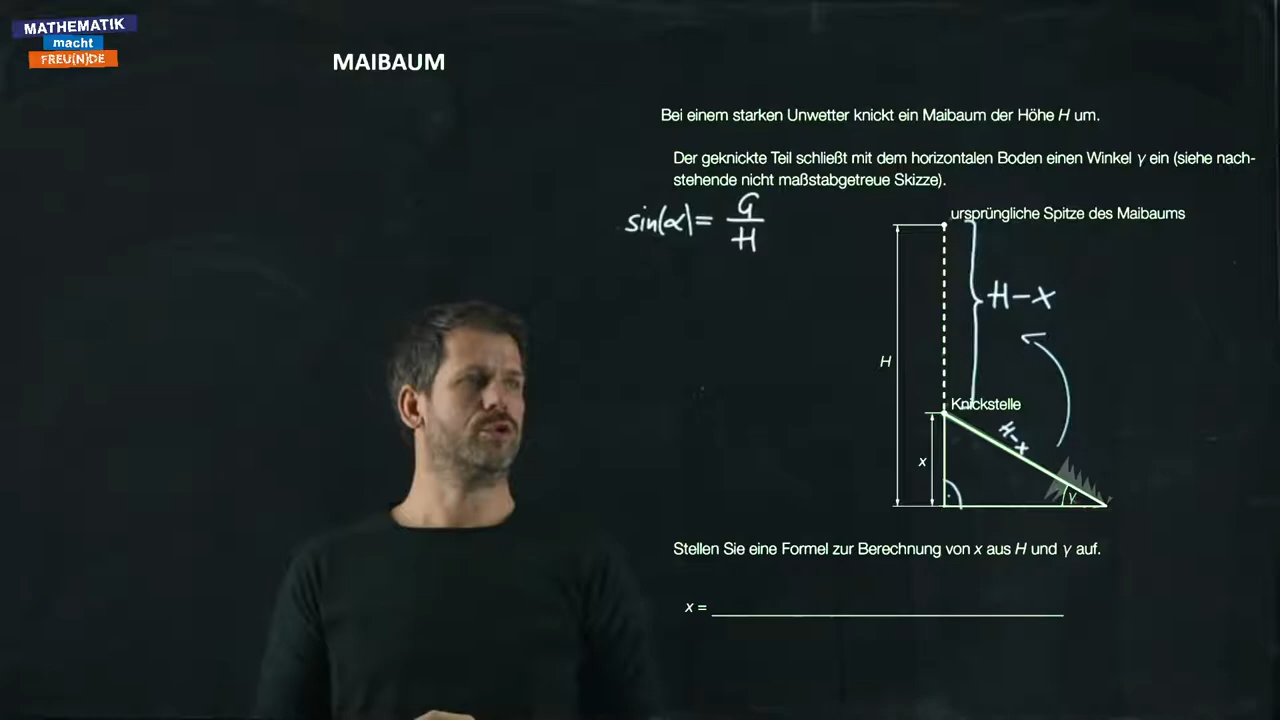 MATHEMATIK
macht
FREU(N)DE
MAIBAUM
Bei einem starken Unwetter knickt ein Maibaum der Höhe H um.
Der geknickte Teil schließt mit dem horizontalen Boden einen Winkel γ ein (siehe nach-
stehende nicht maßstabgetreue Skizze).
sin(α) = G/H
ursprüngliche Spitze des Maibaums
H-x
H
Knickstelle
H-x
x
γ
Stellen Sie eine Formel zur Berechnung von x aus H und γ auf.
x =